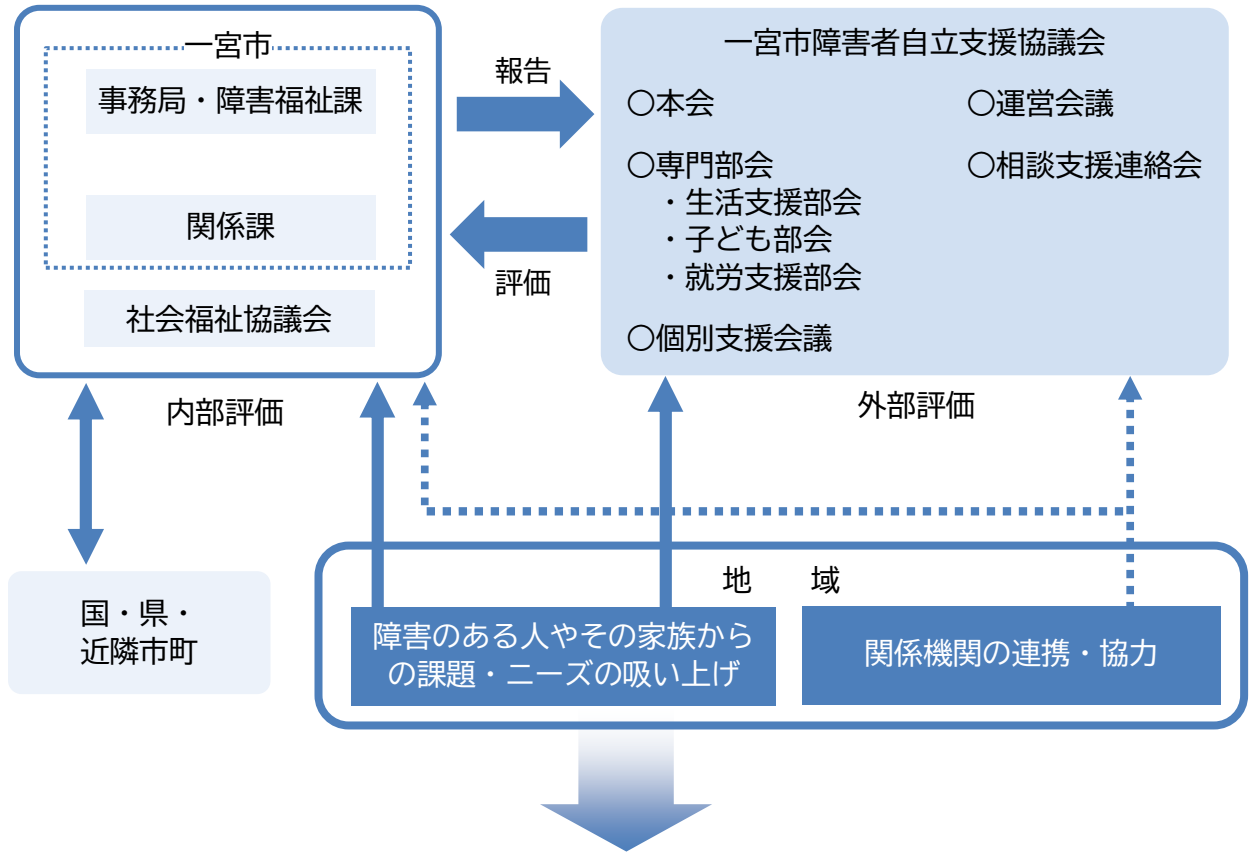 一宮市
事務局・障害福祉課
関係課
社会福祉協議会
内部評価
報告
評価
一宮市障害者自立支援協議会
〇本会
〇運営会議
〇専門部会
〇相談支援連絡会
・生活支援部会
・子ども部会
・就労支援部会
〇個別支援会議
外部評価
国・県・
近隣市町
地　域
障害のある人やその家族から
の課題・ニーズの吸い上げ
関係機関の連携・協力